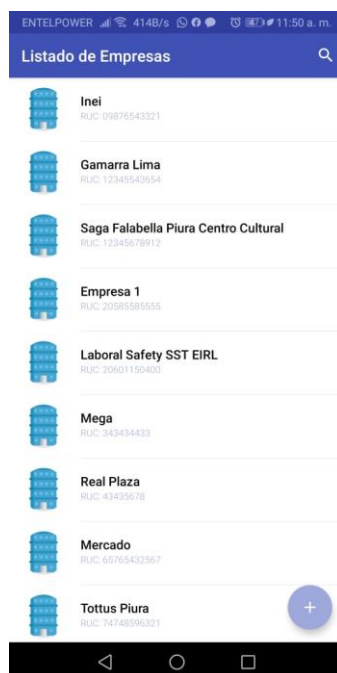 ENTELPOWER 414B/s 47 11:50 a. m.
Listado de Empresas
Inei
RUC: 09876543321
Gamarra Lima
RUC: 12345543654
Saga Falabella Piura Centro Cultural
RUC: 12345678912
Empresa 1
RUC: 20585585555
Laboral Safety SST EIRL
RUC: 20601150400
Mega
RUC: 343434433
Real Plaza
RUC: 43435678
Mercado
RUC: 65765432567
Tottus Piura
RUC: 74748596321
+